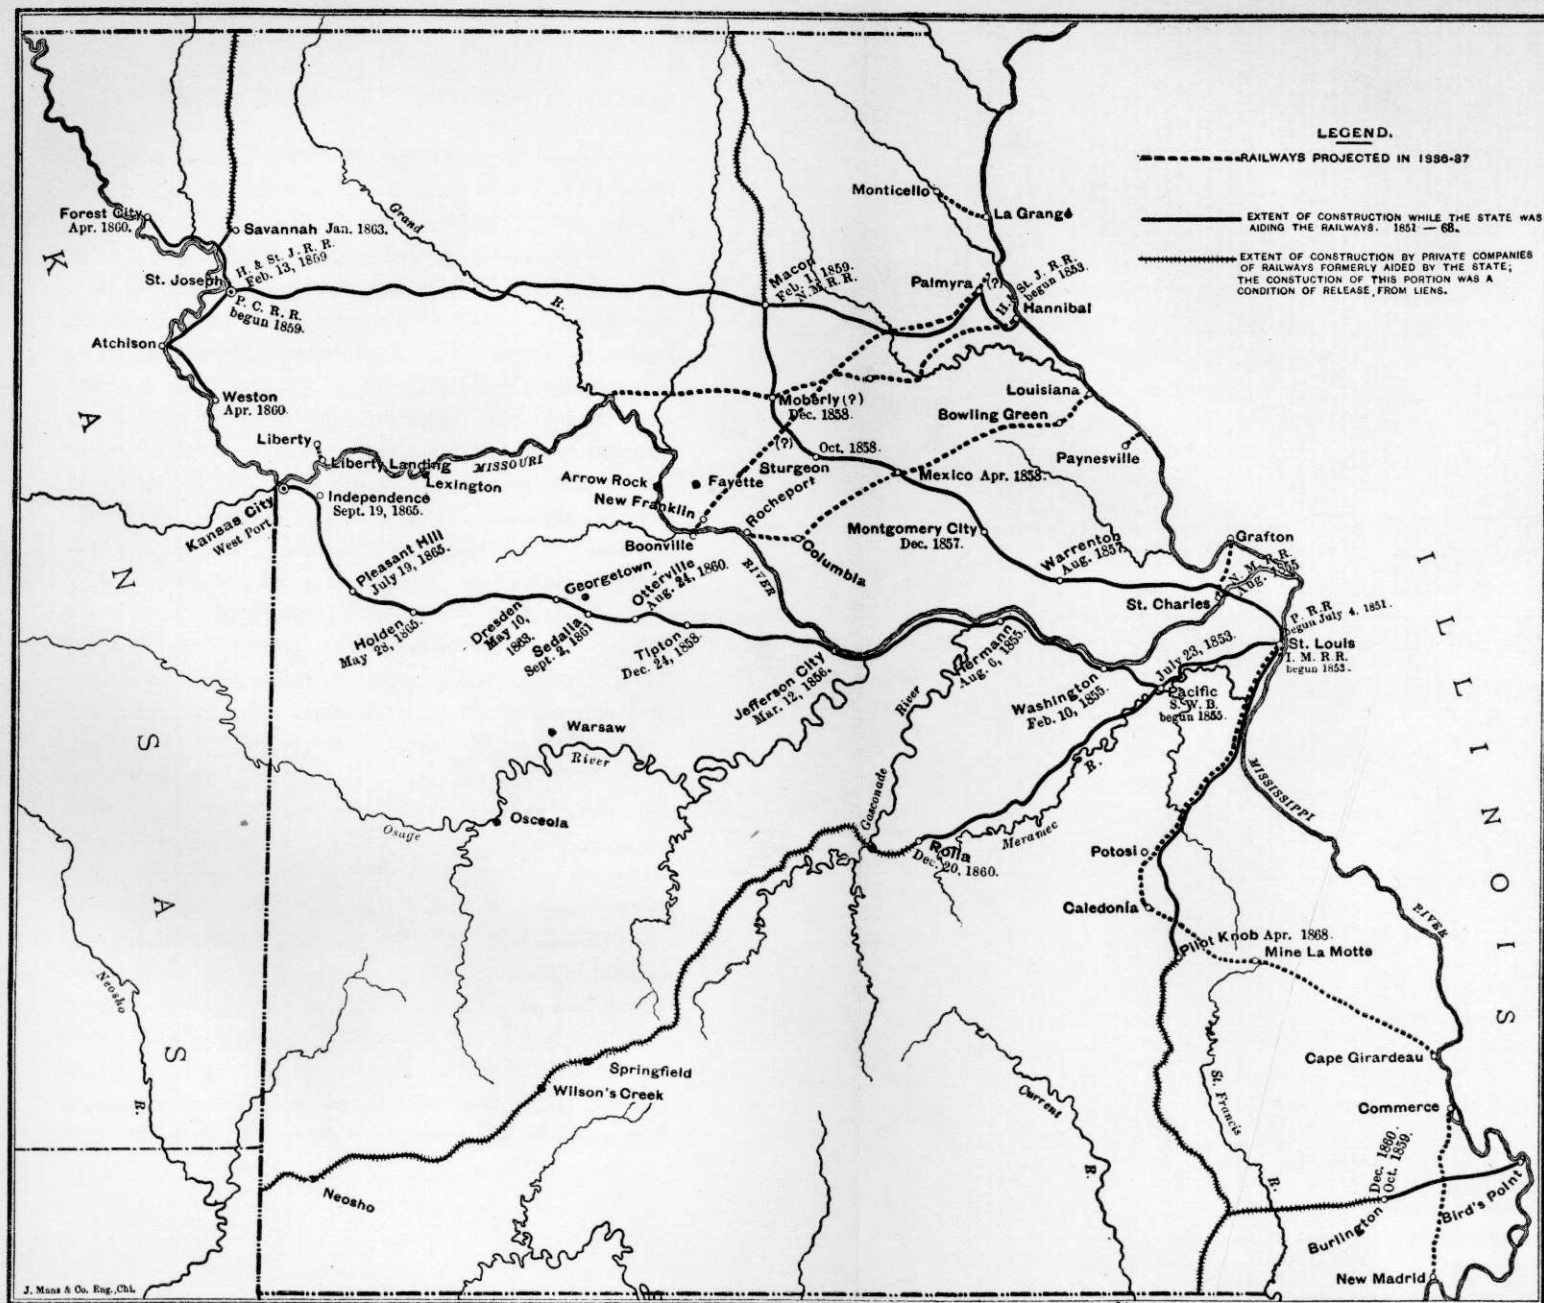 LEGEND.
RAILWAYS PROJECTED IN 1936-37
EXTENT OF CONSTRUCTION WHILE THE STATE WAS
AIDING THE RAILWAYS. 1851 — 68.
EXTENT OF CONSTRUCTION BY PRIVATE COMPANIES
OF RAILWAYS FORMERLY AIDED BY THE STATE;
THE CONSTUCTION OF THIS PORTION WAS A
CONDITION OF RELEASE FROM LIENS.
Monticello
La Grange
Grand
R.
Forest City
Apr. 1860.
Savannah Jan. 1863.
H. & St. J. R. R.
Feb. 13, 1859
St. Joseph
P. C. R. R.
begun 1859.
Macon
Feb. 1, 1859.
N. M. R. R.
Palmyra
(?)
H. & St. J. R.R.
begun 1853.
Hannibal
Atchison
Weston
Apr. 1860.
Moberly (?)
Dec. 1858.
(?)
Louisiana
Bowling Green
Paynesville
Liberty
Liberty Landing
Lexington
MISSOURI
RIVER
Oct. 1858.
Sturgeon
Mexico Apr. 1858.
Arrow Rock
Fayette
New Franklin
Rocheport
Boonville
Columbia
Independence
Sept. 19, 1865.
Kansas City
West Port
Montgomery City
Dec. 1857.
Warrenton
Aug. 1857.
Grafton
N. M. R. R.
Aug. 1855
St. Charles
Pleasant Hill
July 19, 1865.
Holden
May 28, 1865.
Georgetown
Dresden
May 10,
1863.
Sedalia
Sept. 2, 1861
Otterville
Aug. 24, 1860.
Tipton
Dec. 24, 1858.
Jefferson City
Mar. 12, 1856.
Hermann
Aug. 6, 1855.
Washington
Feb. 10, 1855.
July 23, 1853.
Pacific
S. W. B.
begun 1855.
P. R.R.
begun July 4, 1851.
St. Louis
I. M. R.R.
begun 1853.
KANSAS
ILLINOIS
Warsaw
River
Osceola
Osage
Gasconade
River
Rolla
Dec. 20, 1860.
Meramec
R.
MISSISSIPPI
RIVER
Potosi
Caledonia
Pilot Knob Apr. 1868.
Mine La Motte
Neosho
R.
Springfield
Wilson's Creek
Neosho
Current
R.
St. Francis
R.
Cape Girardeau
Commerce
Dec. 1860.
Oct. 1859.
Burlington
Bird's Point
New Madrid
J. Manz & Co. Eng., Chi.